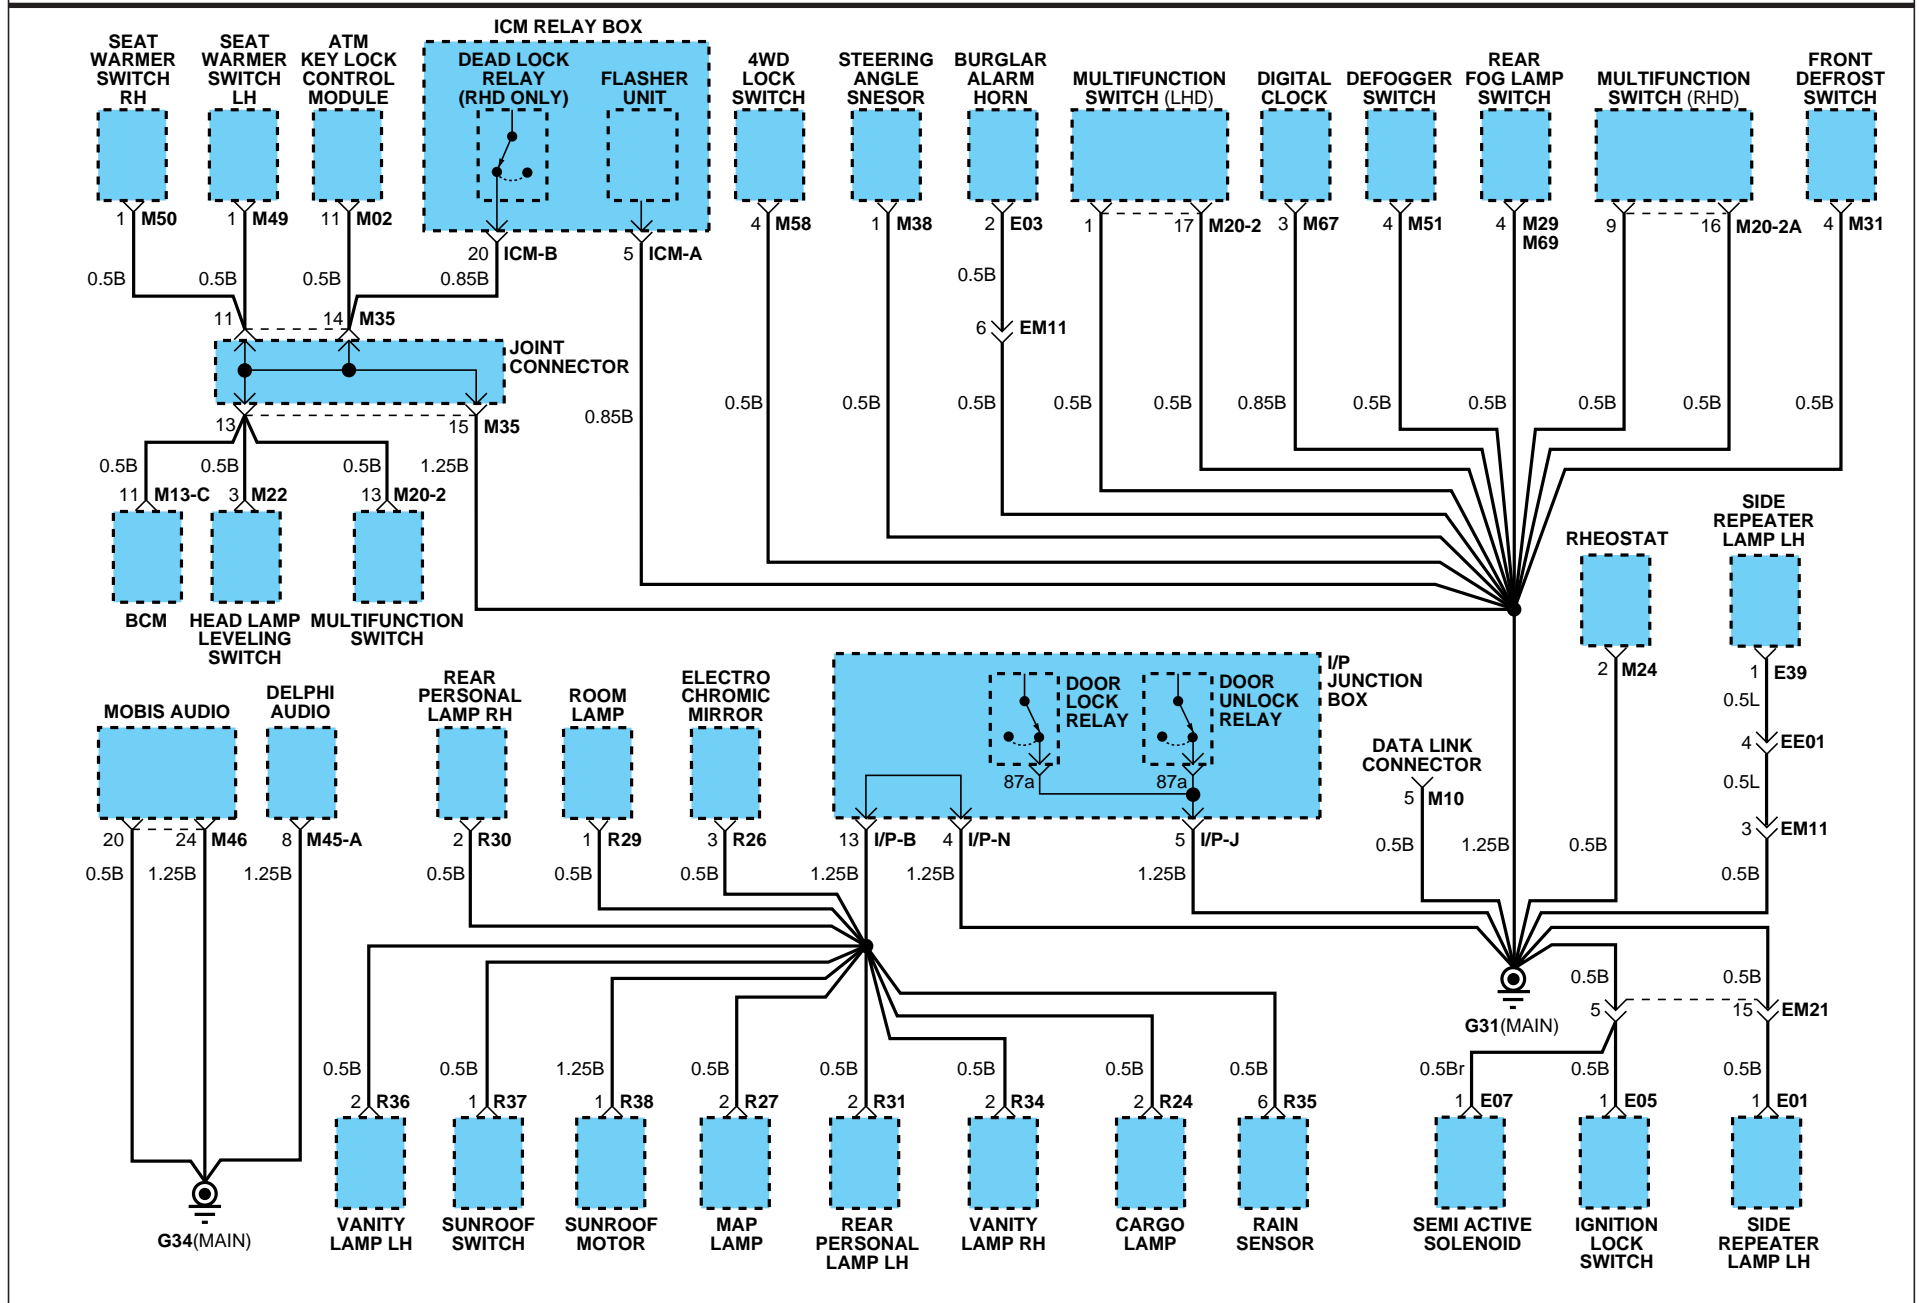 ICM RELAY BOX
SEAT
WARMER
SWITCH
RH
SEAT
WARMER
SWITCH
LH
ATM
KEY LOCK
CONTROL
MODULE
DEAD LOCK
RELAY
(RHD ONLY)
FLASHER
UNIT
4WD
LOCK
SWITCH
STEERING
ANGLE
SNESOR
BURGLAR
ALARM
HORN
MULTIFUNCTION
SWITCH (LHD)
DIGITAL
CLOCK
DEFOGGER
SWITCH
REAR
FOG LAMP
SWITCH
MULTIFUNCTION
SWITCH (RHD)
FRONT
DEFROST
SWITCH
1 M50
1 M49
11 M02
20 ICM-B
5 ICM-A
4 M58
1 M38
2 E03
1
17 M20-2
3 M67
4 M51
4 M29
M69
9
16 M20-2A
4 M31
0.5B
0.5B
0.5B
0.85B
0.5B
11
14 M35
6 EM11
JOINT
CONNECTOR
0.85B
0.5B
0.5B
0.5B
0.5B
0.5B
0.85B
0.5B
0.5B
0.5B
0.5B
0.5B
13
15 M35
0.5B
0.5B
0.5B
1.25B
11 M13-C
3 M22
13 M20-2
BCM
HEAD LAMP
LEVELING
SWITCH
MULTIFUNCTION
SWITCH
RHEOSTAT
SIDE
REPEATER
LAMP LH
2 M24
1 E39
0.5L
4 EE01
0.5L
3 EM11
0.5B
MOBIS AUDIO
DELPHI
AUDIO
REAR
PERSONAL
LAMP RH
ROOM
LAMP
ELECTRO
CHROMIC
MIRROR
DOOR
LOCK
RELAY
DOOR
UNLOCK
RELAY
I/P
JUNCTION
BOX
87a
87a
DATA LINK
CONNECTOR
5 M10
20
24 M46
8 M45-A
2 R30
1 R29
3 R26
13 I/P-B
4 I/P-N
5 I/P-J
0.5B
1.25B
1.25B
0.5B
0.5B
0.5B
1.25B
1.25B
1.25B
0.5B
1.25B
0.5B
G31(MAIN)
0.5B
0.5B
5
15 EM21
0.5B
0.5B
1.25B
0.5B
0.5B
0.5B
0.5B
0.5B
0.5Br
0.5B
0.5B
2 R36
1 R37
1 R38
2 R27
2 R31
2 R34
2 R24
6 R35
1 E07
1 E05
1 E01
G34(MAIN)
VANITY
LAMP LH
SUNROOF
SWITCH
SUNROOF
MOTOR
MAP
LAMP
REAR
PERSONAL
LAMP LH
VANITY
LAMP RH
CARGO
LAMP
RAIN
SENSOR
SEMI ACTIVE
SOLENOID
IGNITION
LOCK
SWITCH
SIDE
REPEATER
LAMP LH